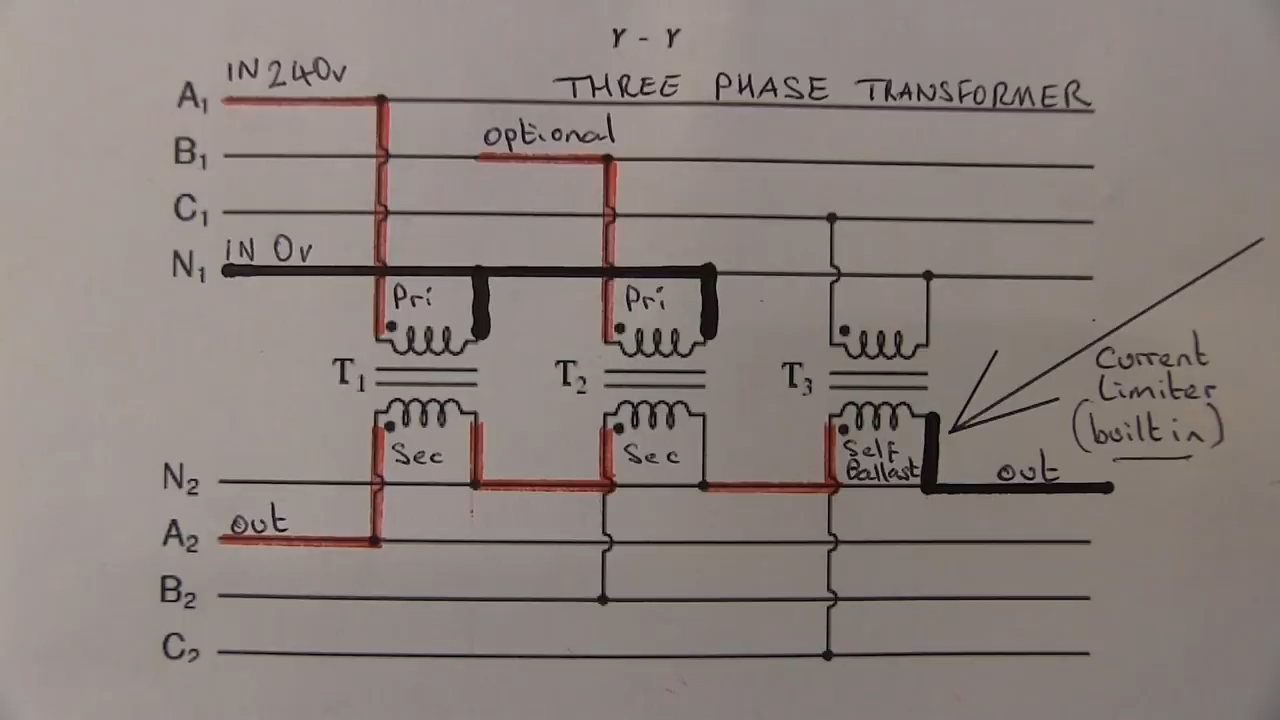 Y - Y
THREE PHASE TRANSFORMER
A1 IN 240v
B1 optional
C1
N1 IN 0v
Pri Pri
T1 T2 T3
Current
Limiter
(built in)
Sec Sec Self
Ballast
N2 out
A2 out
B2
C2